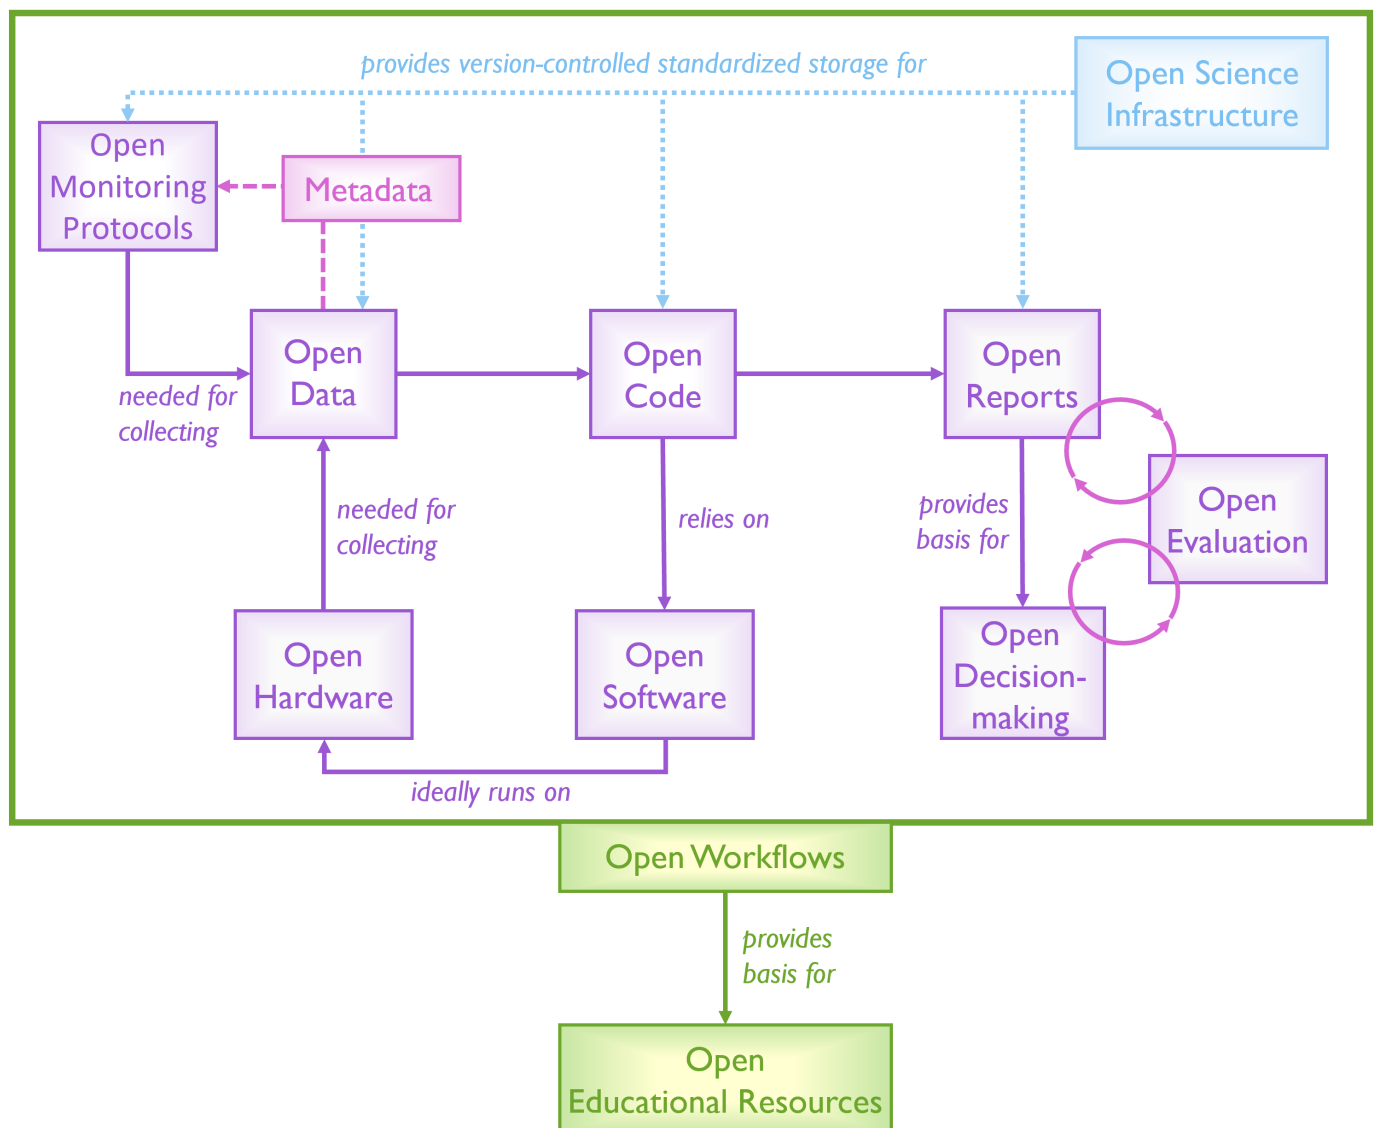 provides version-controlled standardized storage for
Open Science
Infrastructure
Open
Monitoring
Protocols
Metadata
Open
Data
Open
Code
Open
Reports
needed for
collecting
needed for
collecting
relies on
provides
basis for
Open
Evaluation
Open
Hardware
Open
Software
Open
Decision-
making
ideally runs on
Open Workflows
provides
basis for
Open
Educational Resources